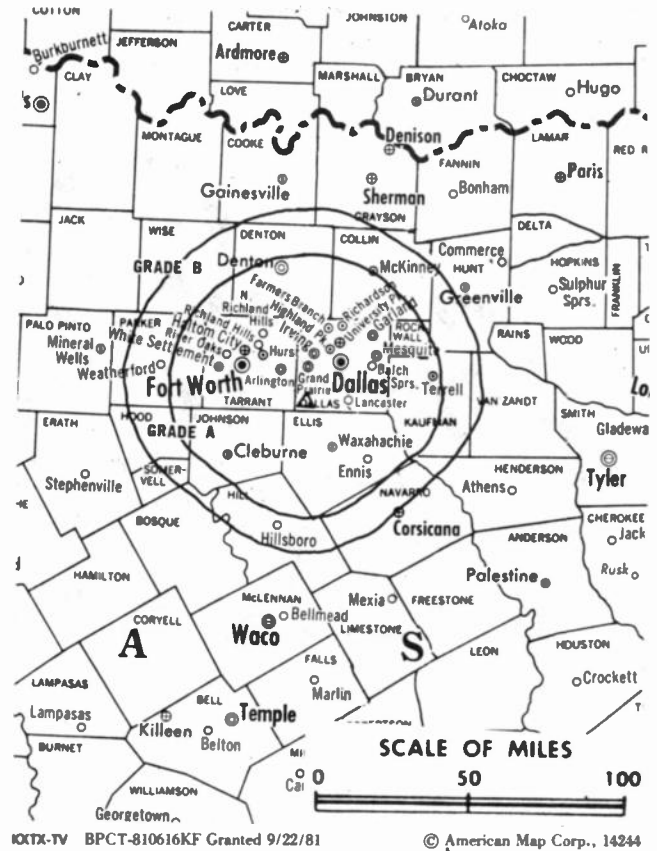 COTTON
CARTER
JOHNSTON
Atoka
Burkburnett
JEFFERSON
Ardmore
CLAY
MARSHALL
BRYAN
CHOCTAW
Hugo
LOVE
Durant
MONTAGUE
COOKE
Denison
LAMAR
FANNIN
RED R
Gainesville
Sherman
Bonham
Paris
GRAYSON
JACK
WISE
DENTON
COLLIN
DELTA
GRADE B
Denton
McKinney
Commerce
HUNT
HOPKINS
Greenville
Sulphur
Sprs.
FRANKLIN
Farmers Branch
N.
Richland
Hills
Highland Pk.
Richardson
University Pk.
Garland
Irving
PALO PINTO
PARKER
Richland Hills
Haltom City
River Oaks
White Settlement
Hurst
ROCK
WALL
RAINS
WOOD
Mineral
Wells
Weatherford
Mesquite
Balch
Sprs.
Fort Worth
Arlington
Grand
Prairie
Dallas
Terrell
TARRANT
DALLAS
Lancaster
VAN ZANDT
HOOD
JOHNSON
ELLIS
KAUFMAN
SMITH
ERATH
GRADE A
Gladewa
Cleburne
Waxahachie
Tyler
Ennis
HENDERSON
SOMER-
VELL
Stephenville
HILL
NAVARRO
Athens
BOSQUE
Hillsboro
Corsicana
CHEROKEE
ANDERSON
Jack
HAMILTON
Palestine
Rusk
McLENNAN
Mexia
FREESTONE
CORYELL
Bellmead
Waco
LIMESTONE
A
S
FALLS
LEON
HOUSTON
LAMPASAS
Marlin
Crockett
BELL
Lampasas
Killeen
Temple
Belton
BURNET
SCALE OF MILES
WILLIAMSON
Georgetown
0 50 100
KXTX-TV BPCT-810616KF Granted 9/22/81
© American Map Corp., 14244